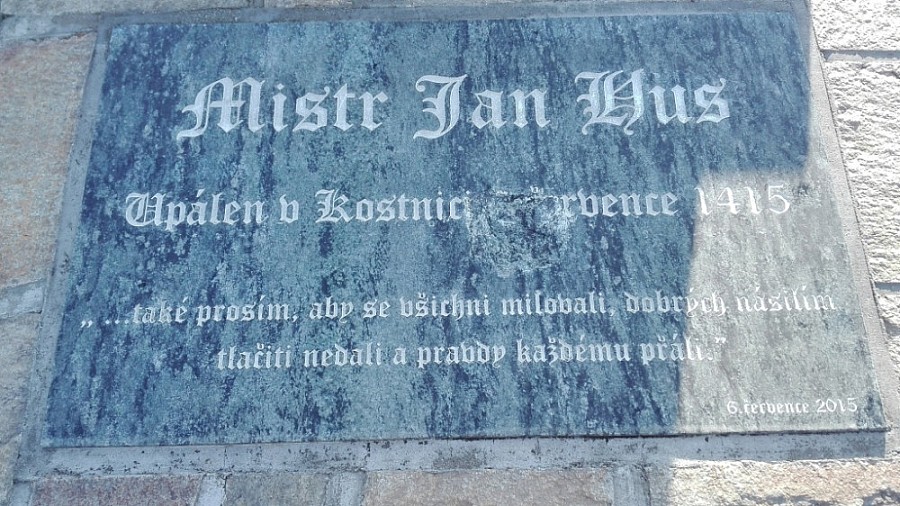 Mistr Jan Hus
Upálen v Kostnici 1415
„ ...také prosím, aby se všichni milovali, dobrých násilím
tlačiti nedali a pravdy každému přáli."
6.července 2015